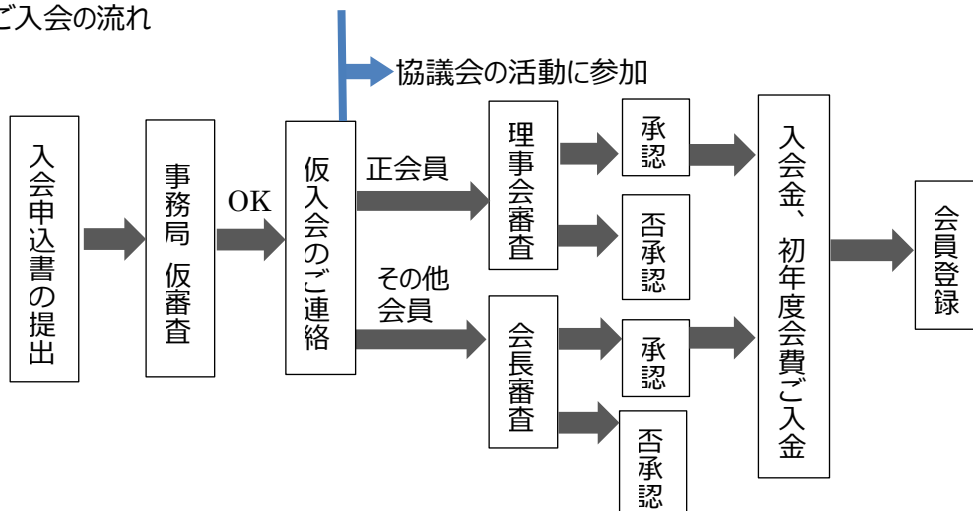 ご入会の流れ
協議会の活動に参加
入会申込書の提出
事務局 仮審査
OK
仮入会のご連絡
正会員
理事会審査
承認
否承認
その他
会員
会長審査
承認
否承認
入会金、初年度会費ご入金
会員登録